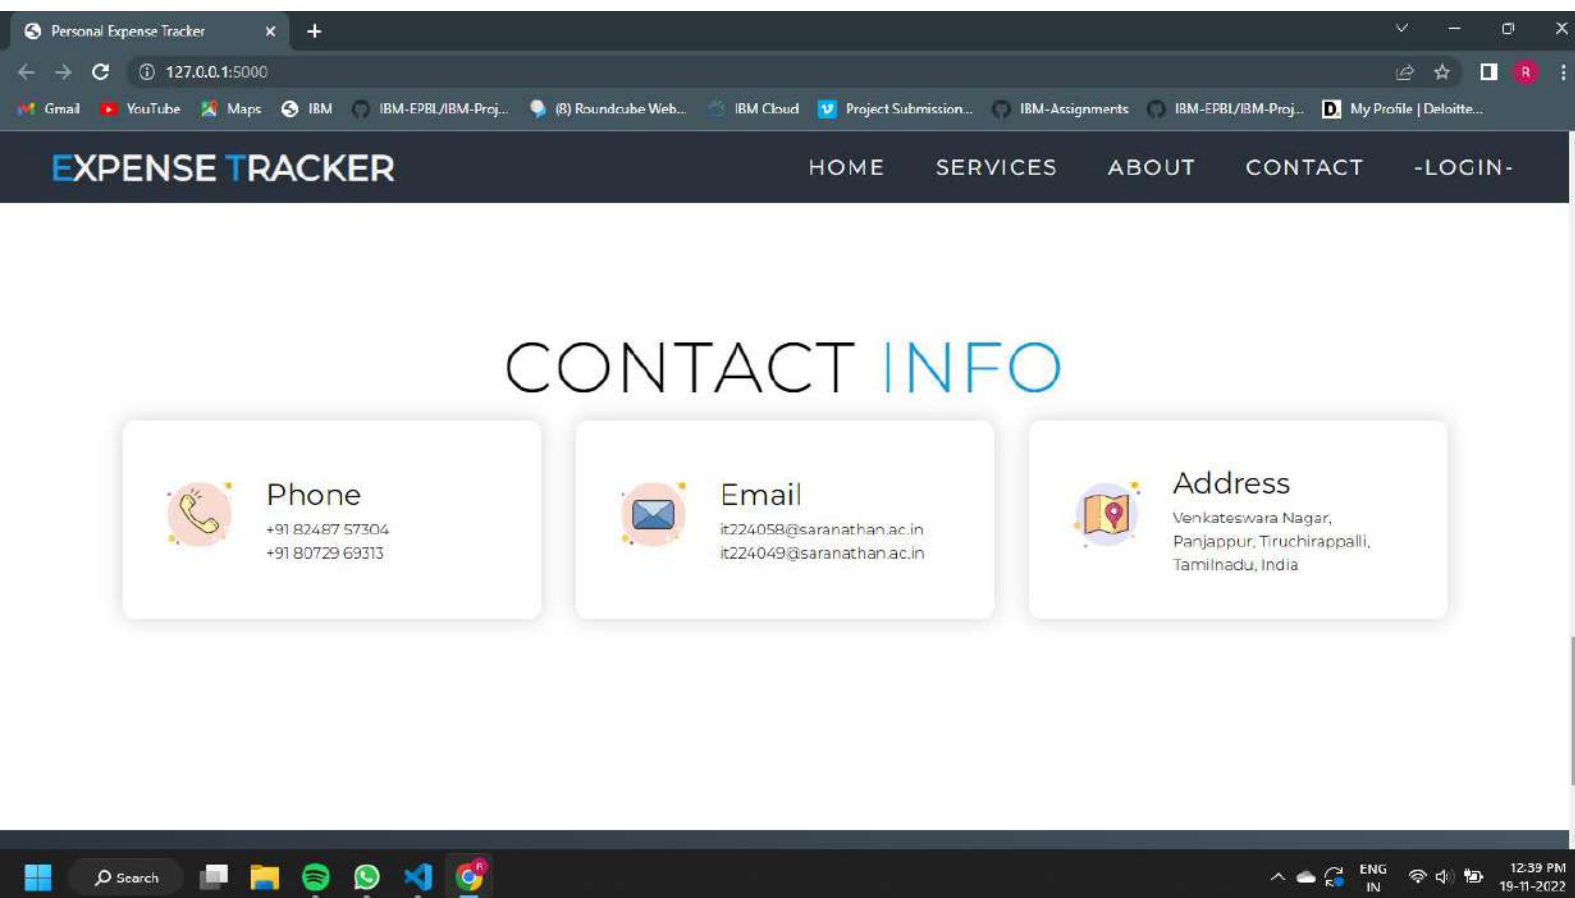 Personal Expense Tracker
127.0.0.1:5000
R
Gmail YouTube Maps IBM IBM-EPBL/IBM-Proj... (8) Roundcube Web... IBM Cloud Project Submission... IBM-Assignments IBM-EPBL/IBM-Proj... D. My Profile | Deloitte...
EXPENSE TRACKER HOME SERVICES ABOUT CONTACT -LOGIN-
CONTACT INFO
Phone
+91 82487 57304
+91 80729 69313
Email
it224058@saranathan.ac.in
it224049@saranathan.ac.in
Address
Venkateswara Nagar,
Panjappur, Tiruchirappalli,
Tamilnadu, India
Search
R
ENG
IN
12:39 PM
19-11-2022